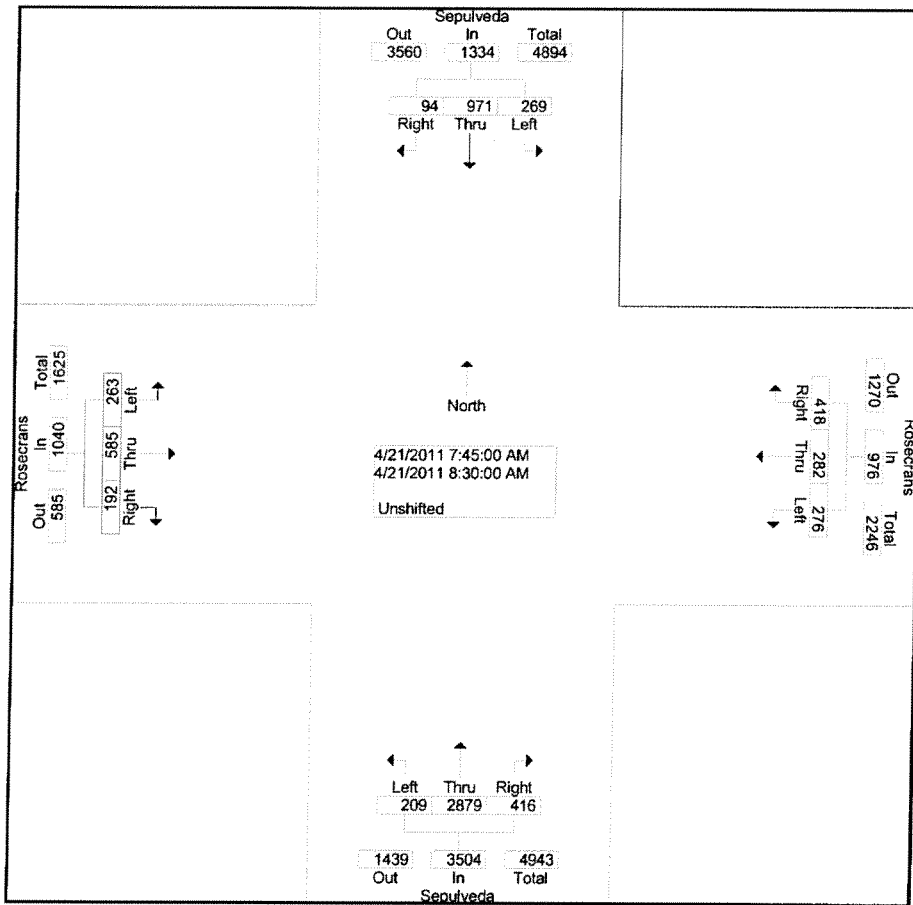 Sepulveda
Out In Total
3560 1334 4894
94 971 269
Right Thru Left
Rosecrans
Total In Out
1625 1040 585
263 585 192
Left Thru Right
North
4/21/2011 7:45:00 AM
4/21/2011 8:30:00 AM
Unshifted
Rosecrans
Out In Total
1270 976 2246
418 282 276
Right Thru Left
Left Thru Right
209 2879 416
1439 3504 4943
Out In Total
Sepulveda